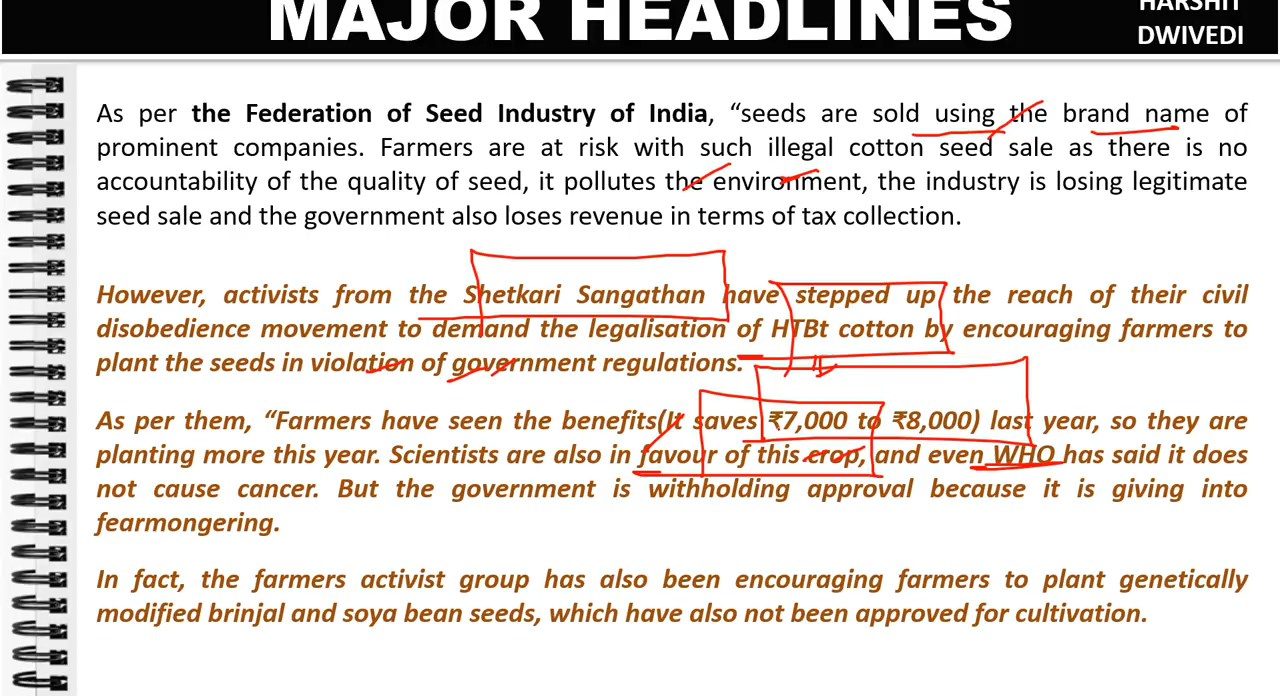 MAJOR HEADLINES
HARSHIT
DWIVEDI
As per the Federation of Seed Industry of India, “seeds are sold using the brand name of
prominent companies. Farmers are at risk with such illegal cotton seed sale as there is no
accountability of the quality of seed, it pollutes the environment, the industry is losing legitimate
seed sale and the government also loses revenue in terms of tax collection.
However, activists from the Shetkari Sangathan have stepped up the reach of their civil
disobedience movement to demand the legalisation of HTBt cotton by encouraging farmers to
plant the seeds in violation of government regulations.
As per them, “Farmers have seen the benefits(It saves ₹7,000 to ₹8,000) last year, so they are
planting more this year. Scientists are also in favour of this crop, and even WHO has said it does
not cause cancer. But the government is withholding approval because it is giving into
fearmongering.
In fact, the farmers activist group has also been encouraging farmers to plant genetically
modified brinjal and soya bean seeds, which have also not been approved for cultivation.